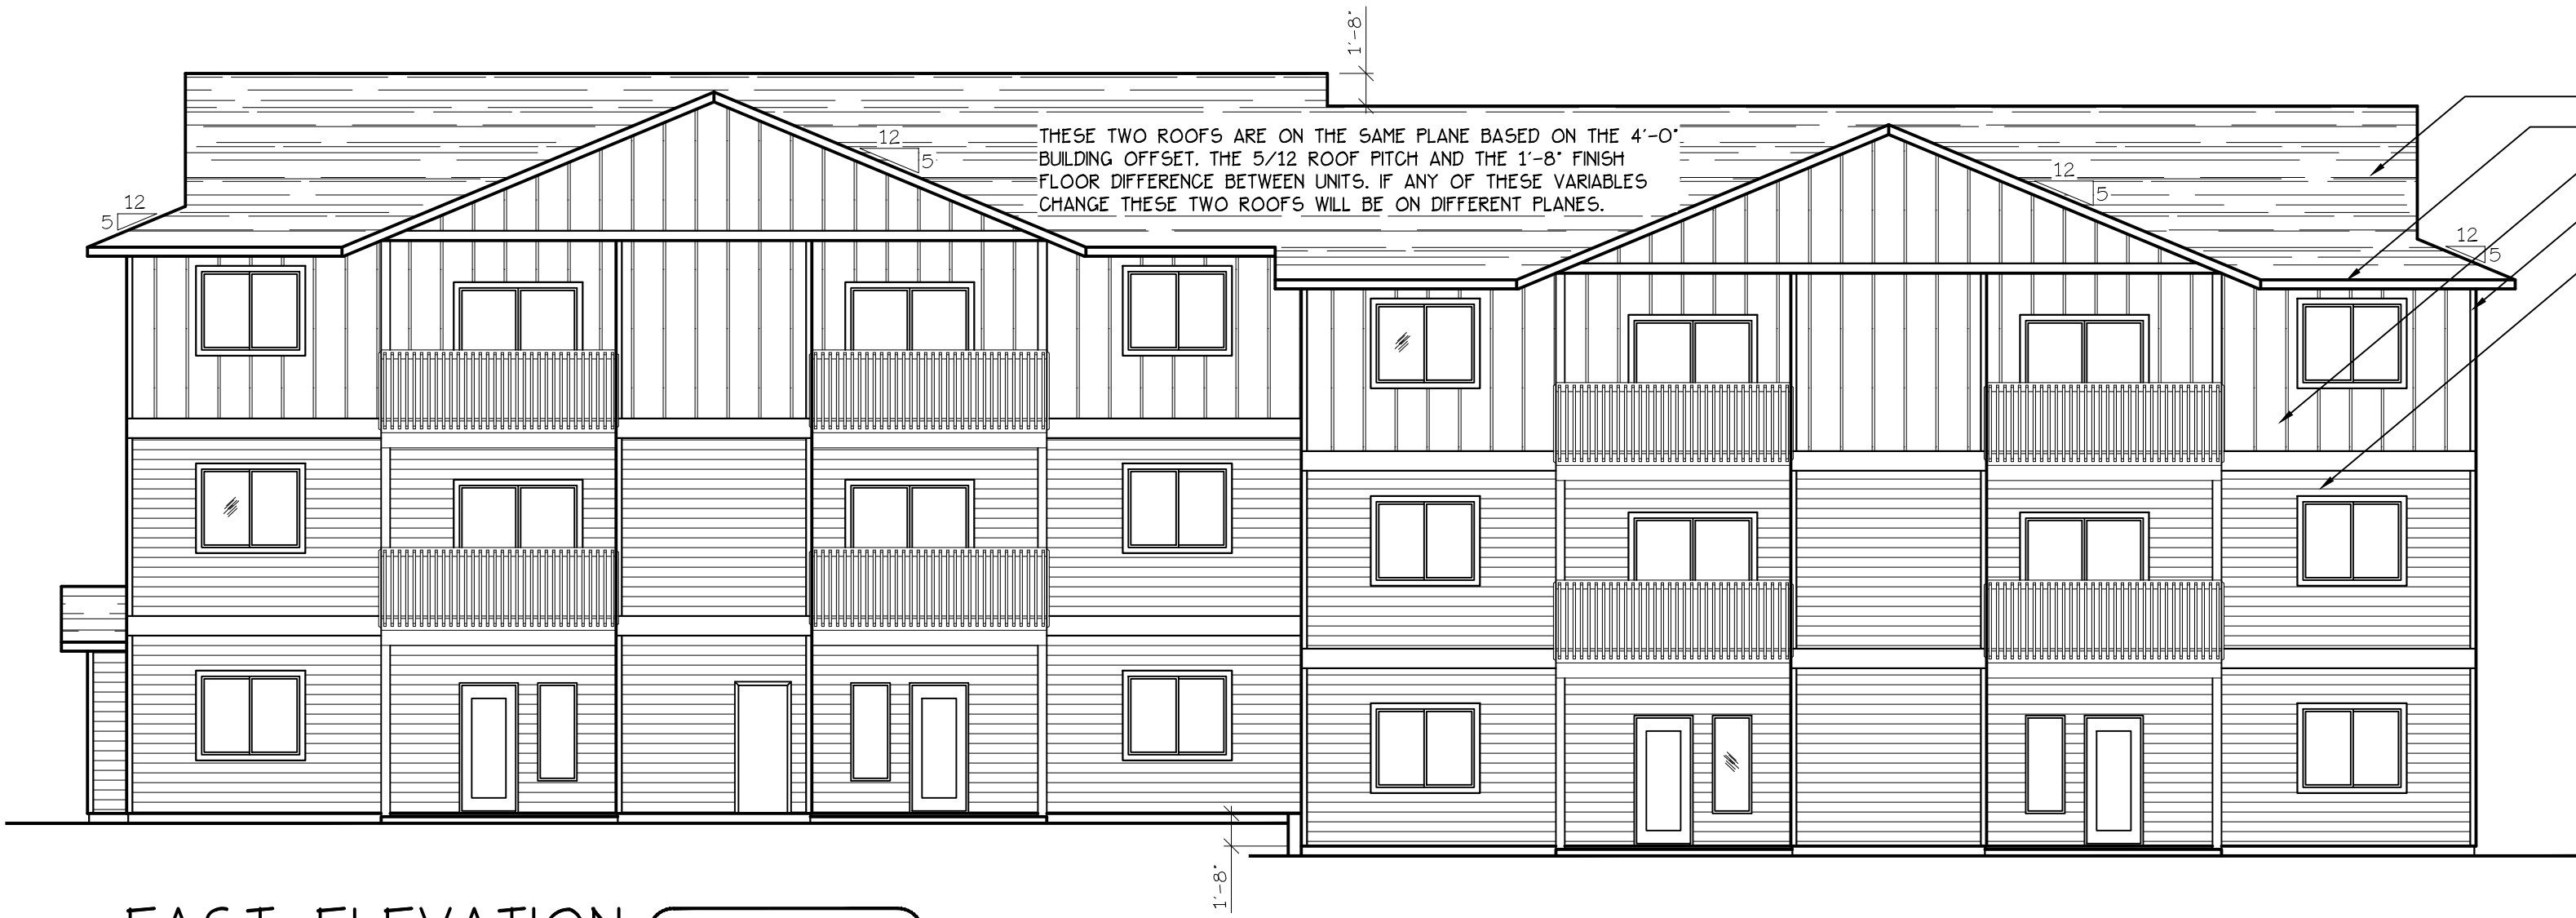 1'-8"
THESE TWO ROOFS ARE ON THE SAME PLANE BASED ON THE 4'-0"
BUILDING OFFSET. THE 5/12 ROOF PITCH AND THE 1'-8" FINISH
FLOOR DIFFERENCE BETWEEN UNITS. IF ANY OF THESE VARIABLES
CHANGE THESE TWO ROOFS WILL BE ON DIFFERENT PLANES.
12
5
12
5
12
5
12
5
1'-8"
EAST ELEVATION